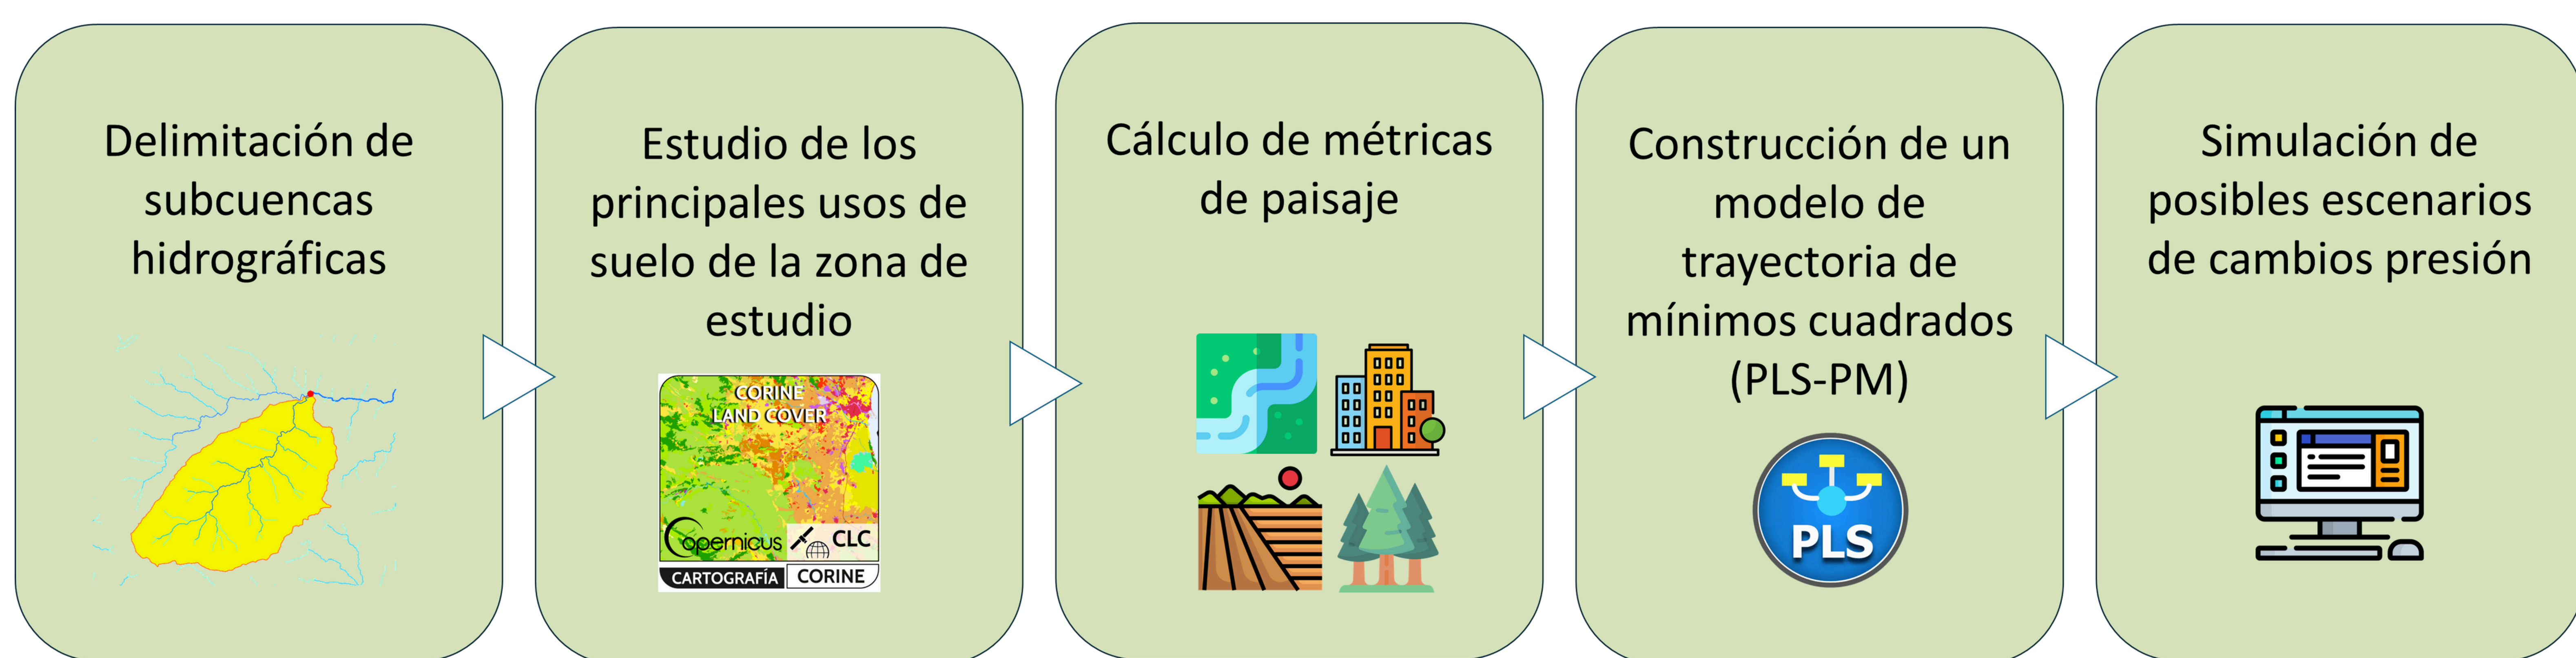 Delimitación de
subcuencas
hidrográficas
Estudio de los
principales usos de
suelo de la zona de
estudio
CORINE
LAND COVER
Copernicus
CLC
CARTOGRAFÍA
CORINE
Cálculo de métricas
de paisaje
Construcción de un
modelo de
trayectoria de
mínimos cuadrados
(PLS-PM)
PLS
Simulación de
posibles escenarios
de cambios presión